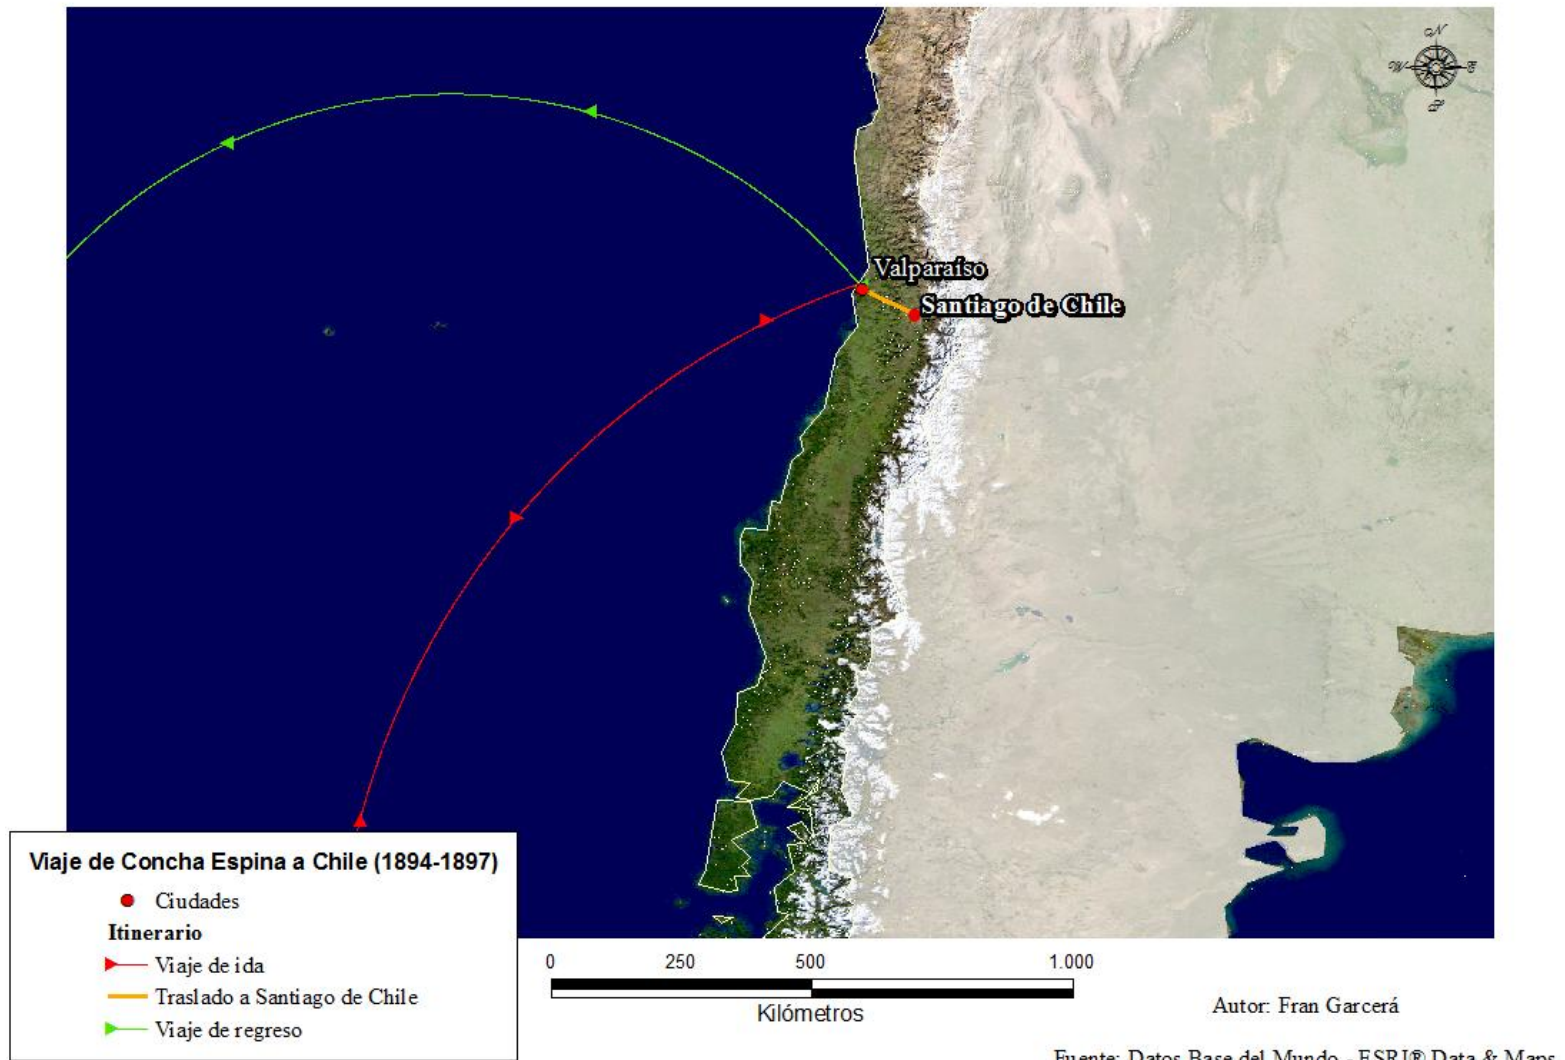 N
W
E
S
Valparaíso
Santiago de Chile
Viaje de Concha Espina a Chile (1894-1897)
Ciudades
Itinerario
Viaje de ida
Traslado a Santiago de Chile
Viaje de regreso
0 250 500 1.000
Kilómetros
Autor: Fran Garcerá
Fuente: Datos Base del Mundo - ESRI® Data & Maps